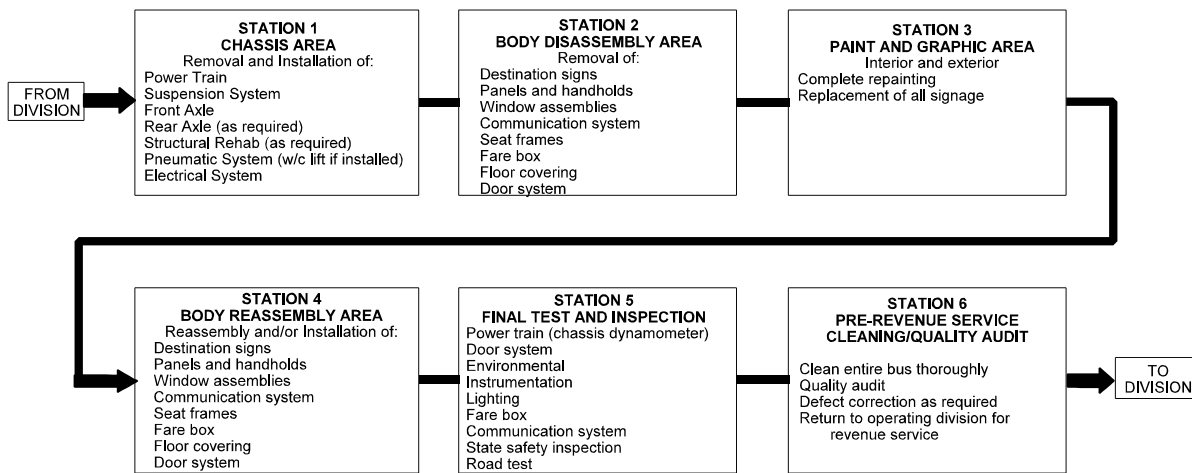 FROM
DIVISION
STATION 1
CHASSIS AREA
Removal and Installation of:
Power Train
Suspension System
Front Axle
Rear Axle (as required)
Structural Rehab (as required)
Pneumatic System (w/c lift if installed)
Electrical System
STATION 2
BODY DISASSEMBLY AREA
Removal of:
Destination signs
Panels and handholds
Window assemblies
Communication system
Seat frames
Fare box
Floor covering
Door system
STATION 3
PAINT AND GRAPHIC AREA
Interior and exterior
Complete repainting
Replacement of all signage
STATION 4
BODY REASSEMBLY AREA
Reassembly and/or Installation of:
Destination signs
Panels and handholds
Window assemblies
Communication system
Seat frames
Fare box
Floor covering
Door system
STATION 5
FINAL TEST AND INSPECTION
Power train (chassis dynamometer)
Door system
Environmental
Instrumentation
Lighting
Fare box
Communication system
State safety inspection
Road test
STATION 6
PRE-REVENUE SERVICE
CLEANING/QUALITY AUDIT
Clean entire bus thoroughly
Quality audit
Defect correction as required
Return to operating division for
revenue service
TO
DIVISION